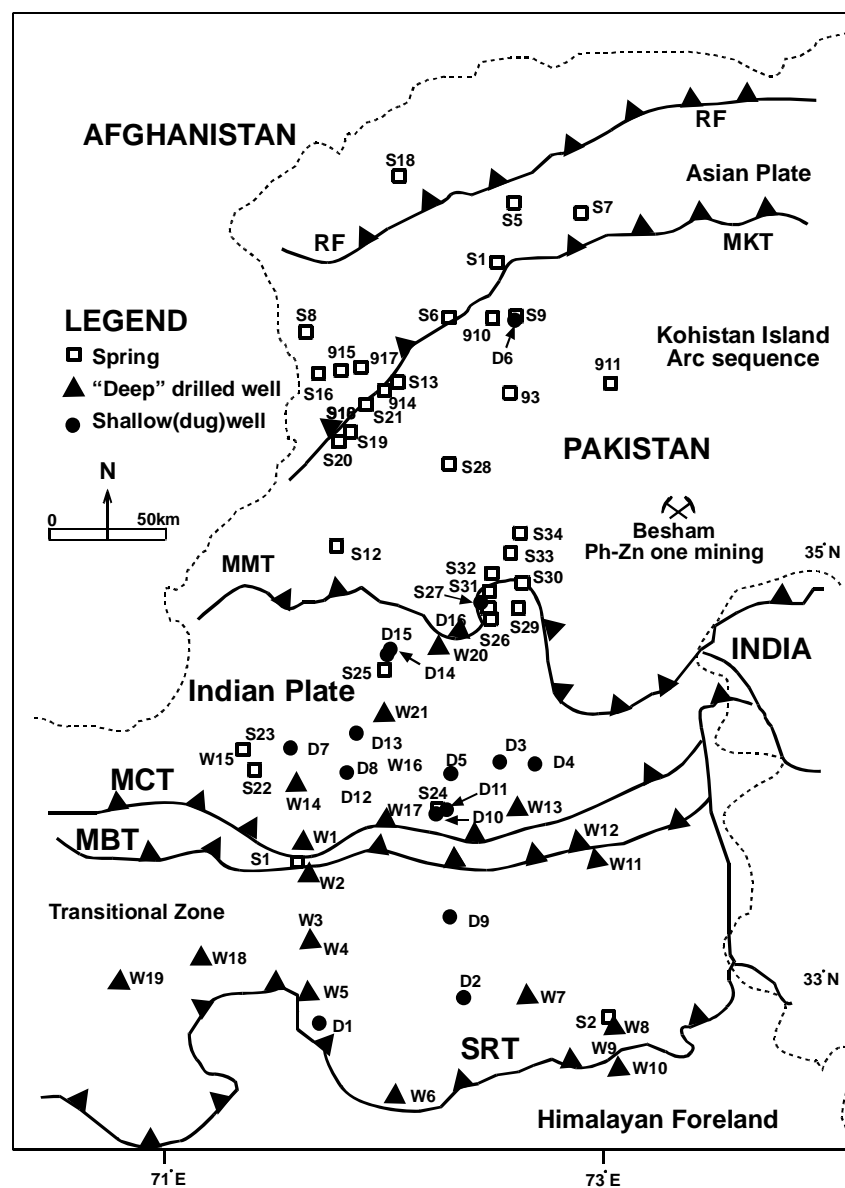 RF
AFGHANISTAN
S18
Asian Plate
S5
S7
RF
MKT
S1
S8
S6
S9
910
D6
LEGEND
Spring
"Deep" drilled well
Shallow(dug)well
Kohistan Island
Arc sequence
915
917
S16
S13
914
911
93
S21
S19
S20
S28
PAKISTAN
N
0
50km
Besham
Ph-Zn one mining
35°N
S34
S33
S12
S32
S30
MMT
S31
S27
S29
S26
D16
D15
W20
D14
S25
INDIA
Indian Plate
W21
S23
D7
D13
D3
W15
D8
W16
D5
D4
S22
MCT
W14
D12
S24
D11
W17
D10
W13
MBT
W1
W12
S1
W11
W2
Transitional Zone
W3
D9
W4
W18
W19
33°N
W5
D2
W7
D1
S2
W8
SRT
W9
W10
W6
Himalayan Foreland
71°E
73°E